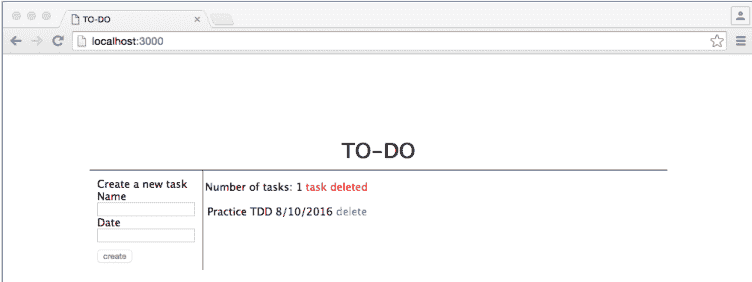 TO-DO
localhost:3000
TO-DO
Create a new task
Name
Date
create
Number of tasks: 1 task deleted
Practice TDD 8/10/2016 delete